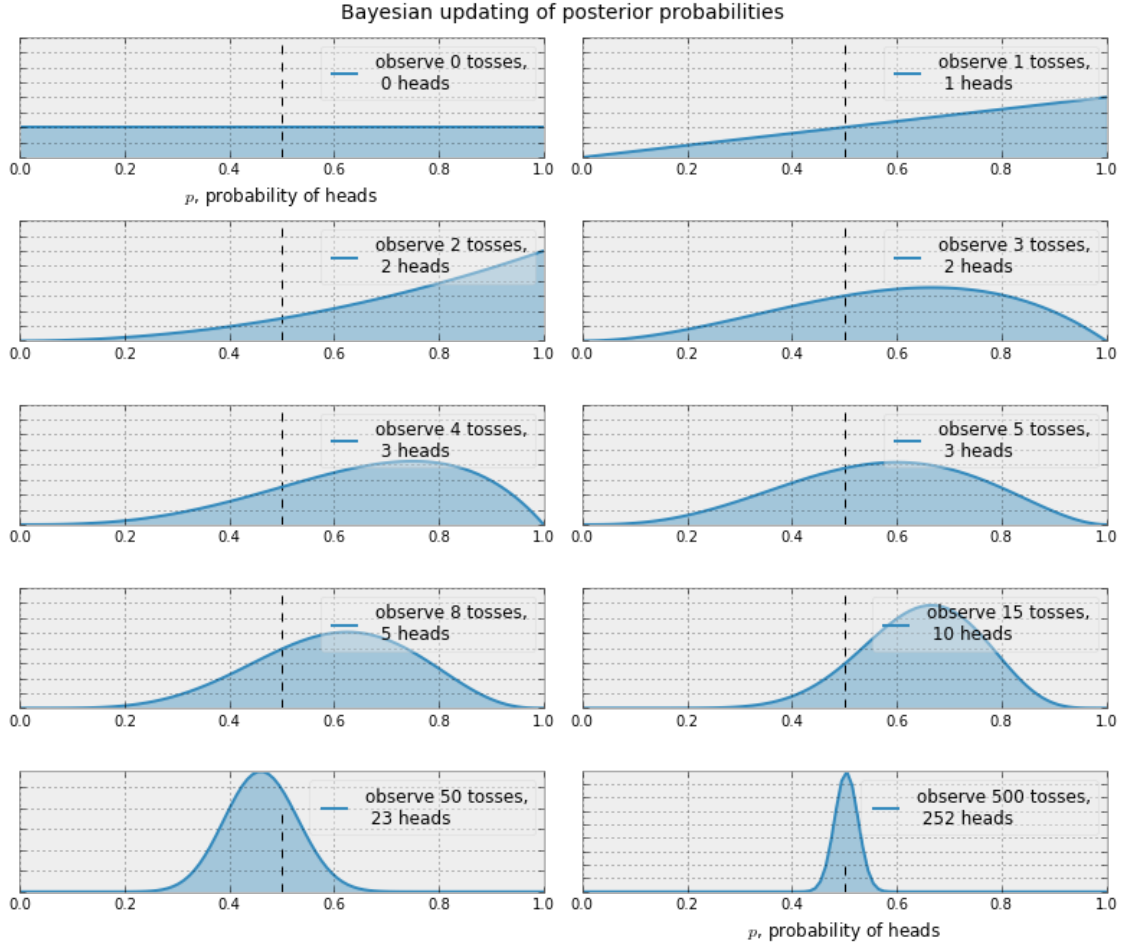 Bayesian updating of posterior probabilities
observe 0 tosses,
0 heads
0.0 0.2 0.4 0.6 0.8 1.0
p, probability of heads
observe 1 tosses,
1 heads
0.0 0.2 0.4 0.6 0.8 1.0
observe 2 tosses,
2 heads
0.0 0.2 0.4 0.6 0.8 1.0
observe 3 tosses,
2 heads
0.0 0.2 0.4 0.6 0.8 1.0
observe 4 tosses,
3 heads
0.0 0.2 0.4 0.6 0.8 1.0
observe 5 tosses,
3 heads
0.0 0.2 0.4 0.6 0.8 1.0
observe 8 tosses,
5 heads
0.0 0.2 0.4 0.6 0.8 1.0
observe 15 tosses,
10 heads
0.0 0.2 0.4 0.6 0.8 1.0
observe 50 tosses,
23 heads
0.0 0.2 0.4 0.6 0.8 1.0
observe 500 tosses,
252 heads
0.0 0.2 0.4 0.6 0.8 1.0
p, probability of heads